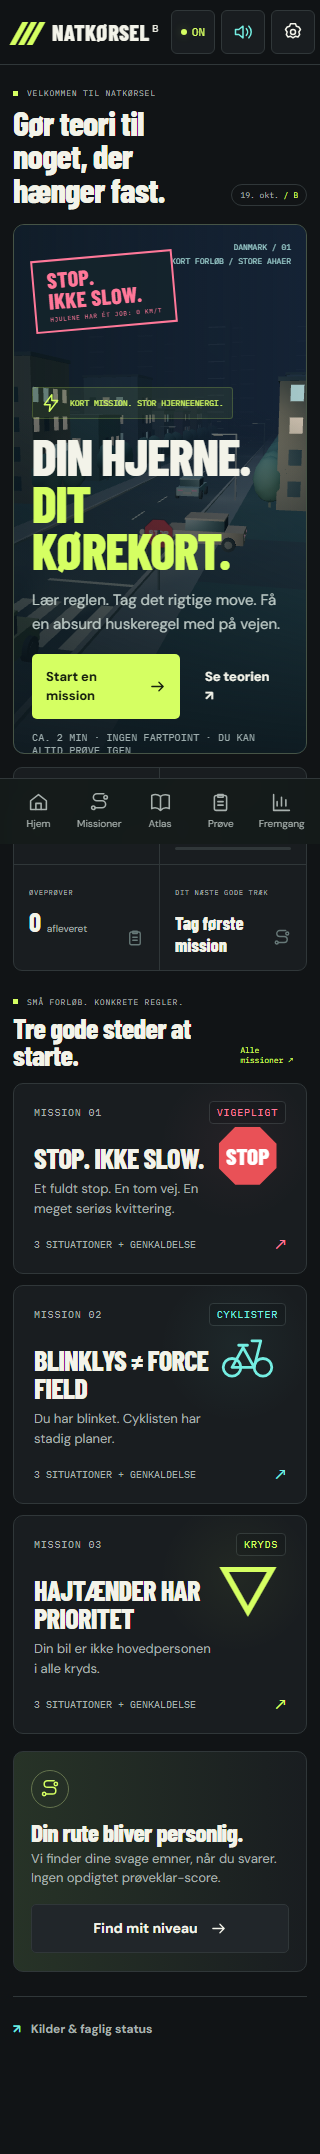 NATKØRSEL B
ON
VELKOMMEN TIL NATKØRSEL
Gør teori til
noget, der
hænger fast.
19. okt. / B
DANMARK / 01
KORT FORLØB / STORE AHAER
STOP.
IKKE SLOW.
HJULENE HAR ÉT JOB: 0 KM/T
KORT MISSION. STOR HJERNEENERGI.
DIN HJERNE.
DIT
KØREKORT.
Lær reglen. Tag det rigtige move. Få
en absurd huskeregel med på vejen.
Start en
mission →
Se teorien
↗
CA. 2 MIN · INGEN FARTPOINT · DU KAN
ALTID PRØVE IGEN
Hjem
Missioner
Atlas
Prøve
Fremgang
ØVEPRØVER
0 afleveret
DIT NÆSTE GODE TRÆK
Tag første
mission
SMÅ FORLØB. KONKRETE REGLER.
Tre gode steder at
starte.
Alle
missioner ↗
MISSION 01
VIGEPLIGT
STOP. IKKE SLOW.
STOP
Et fuldt stop. En tom vej. En
meget seriøs kvittering.
3 SITUATIONER + GENKALDELSE ↗
MISSION 02
CYKLISTER
BLINKLYS ≠ FORCE
FIELD
Du har blinket. Cyklisten har
stadig planer.
3 SITUATIONER + GENKALDELSE ↗
MISSION 03
KRYDS
HAJTÆNDER HAR
PRIORITET
Din bil er ikke hovedpersonen
i alle kryds.
3 SITUATIONER + GENKALDELSE ↗
Din rute bliver personlig.
Vi finder dine svage emner, når du svarer.
Ingen opdigtet prøveklar-score.
Find mit niveau →
↗ Kilder & faglig status